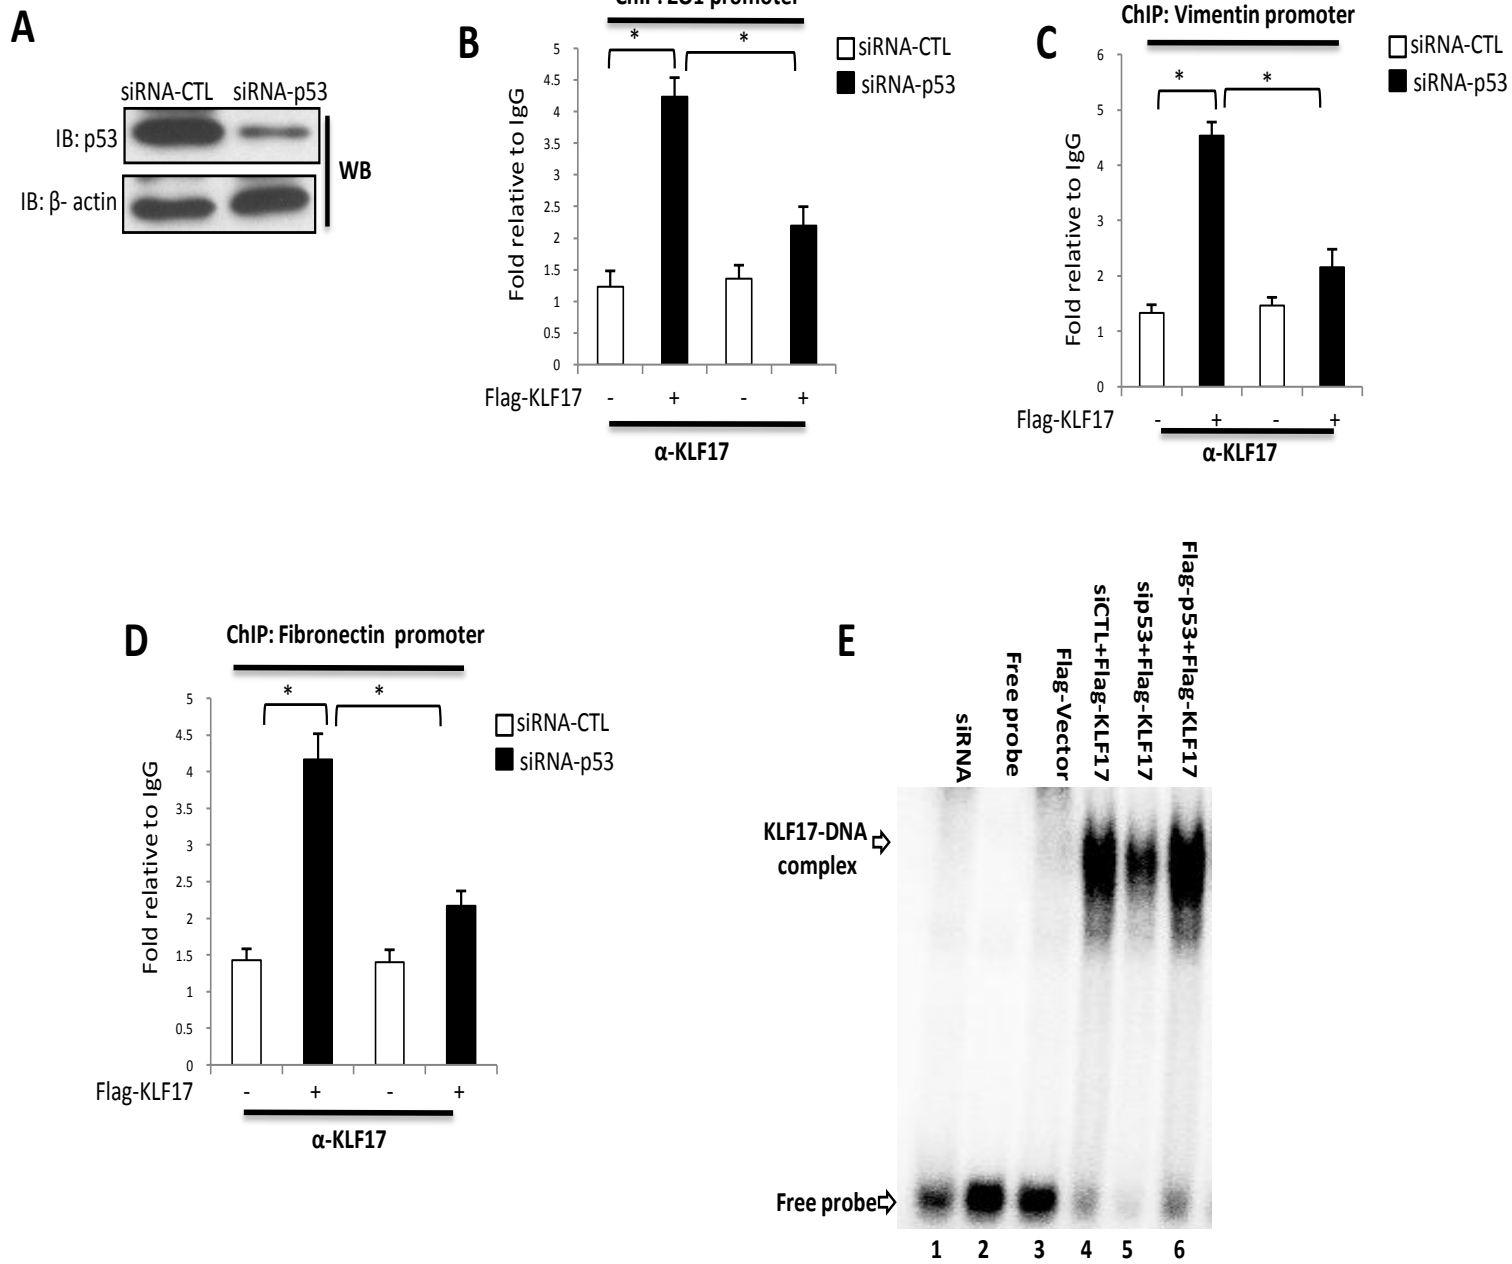 A
siRNA-CTL siRNA-p53
IB: p53
IB: β- actin
WB
B
promoter
* *
siRNA-CTL
siRNA-p53
Fold relative to IgG
5
4.5
4
3.5
3
2.5
2
1.5
1
0.5
0
Flag-KLF17 - + - +
α-KLF17
C
ChIP: Vimentin promoter
* *
siRNA-CTL
siRNA-p53
Fold relative to IgG
6
5
4
3
2
1
0
Flag-KLF17 - + - +
α-KLF17
D
ChIP: Fibronectin promoter
* *
siRNA-CTL
siRNA-p53
Fold relative to IgG
5
4.5
4
3.5
3
2.5
2
1.5
1
0.5
0
Flag-KLF17 - + - +
α-KLF17
E
siRNA
Free probe
Flag-Vector
siCTL+Flag-KLF17
sip53+Flag-KLF17
Flag-p53+Flag-KLF17
KLF17-DNA
complex
Free probe
1 2 3 4 5 6